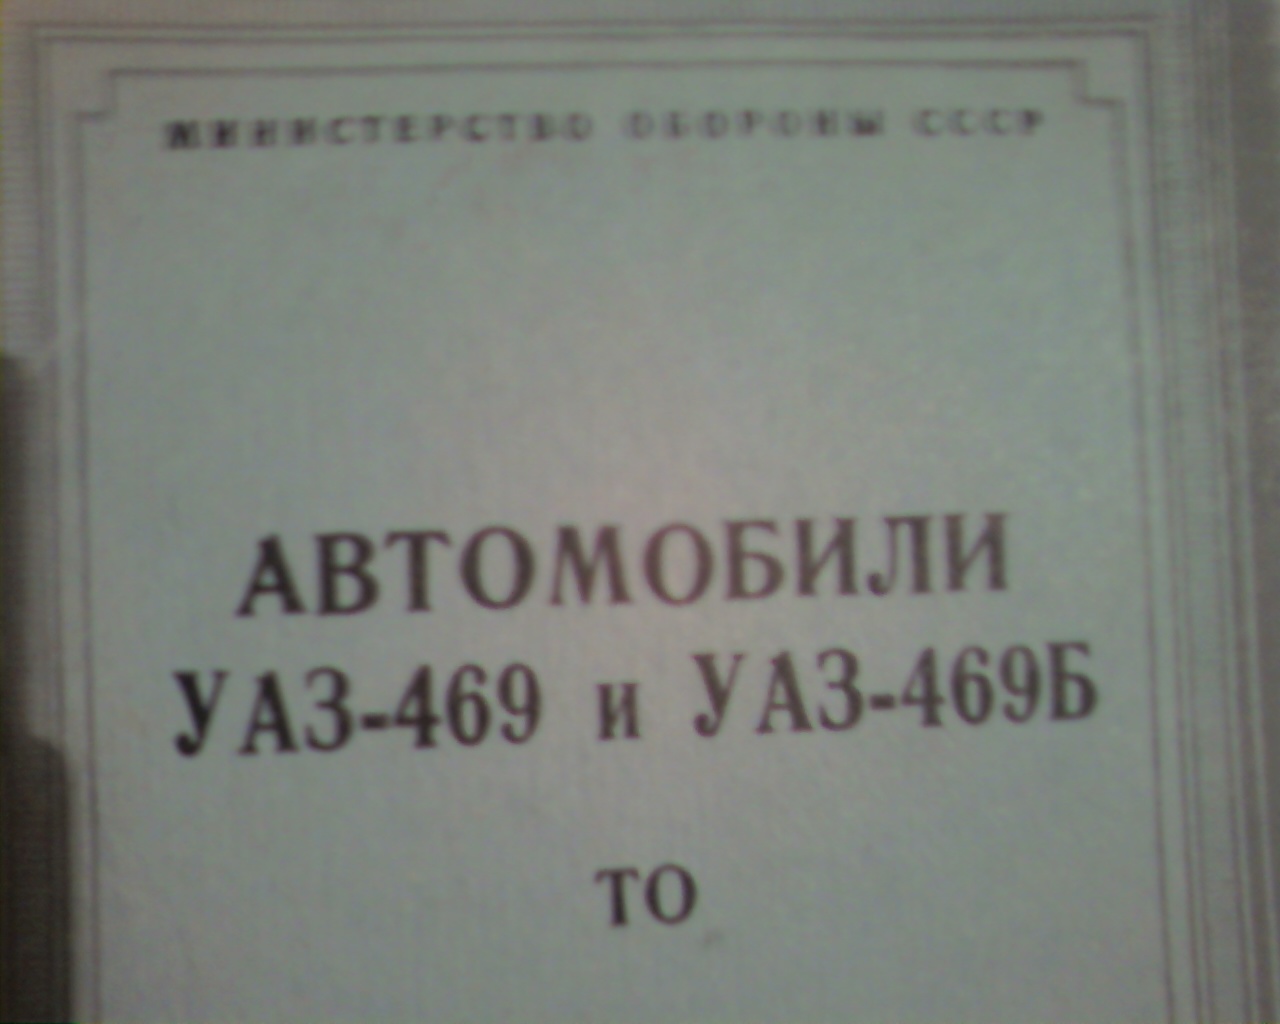 МИНИСТЕРСТВО ОБОРОНЫ СССР
АВТОМОБИЛИ
УАЗ-469 и УАЗ-469Б
ТО